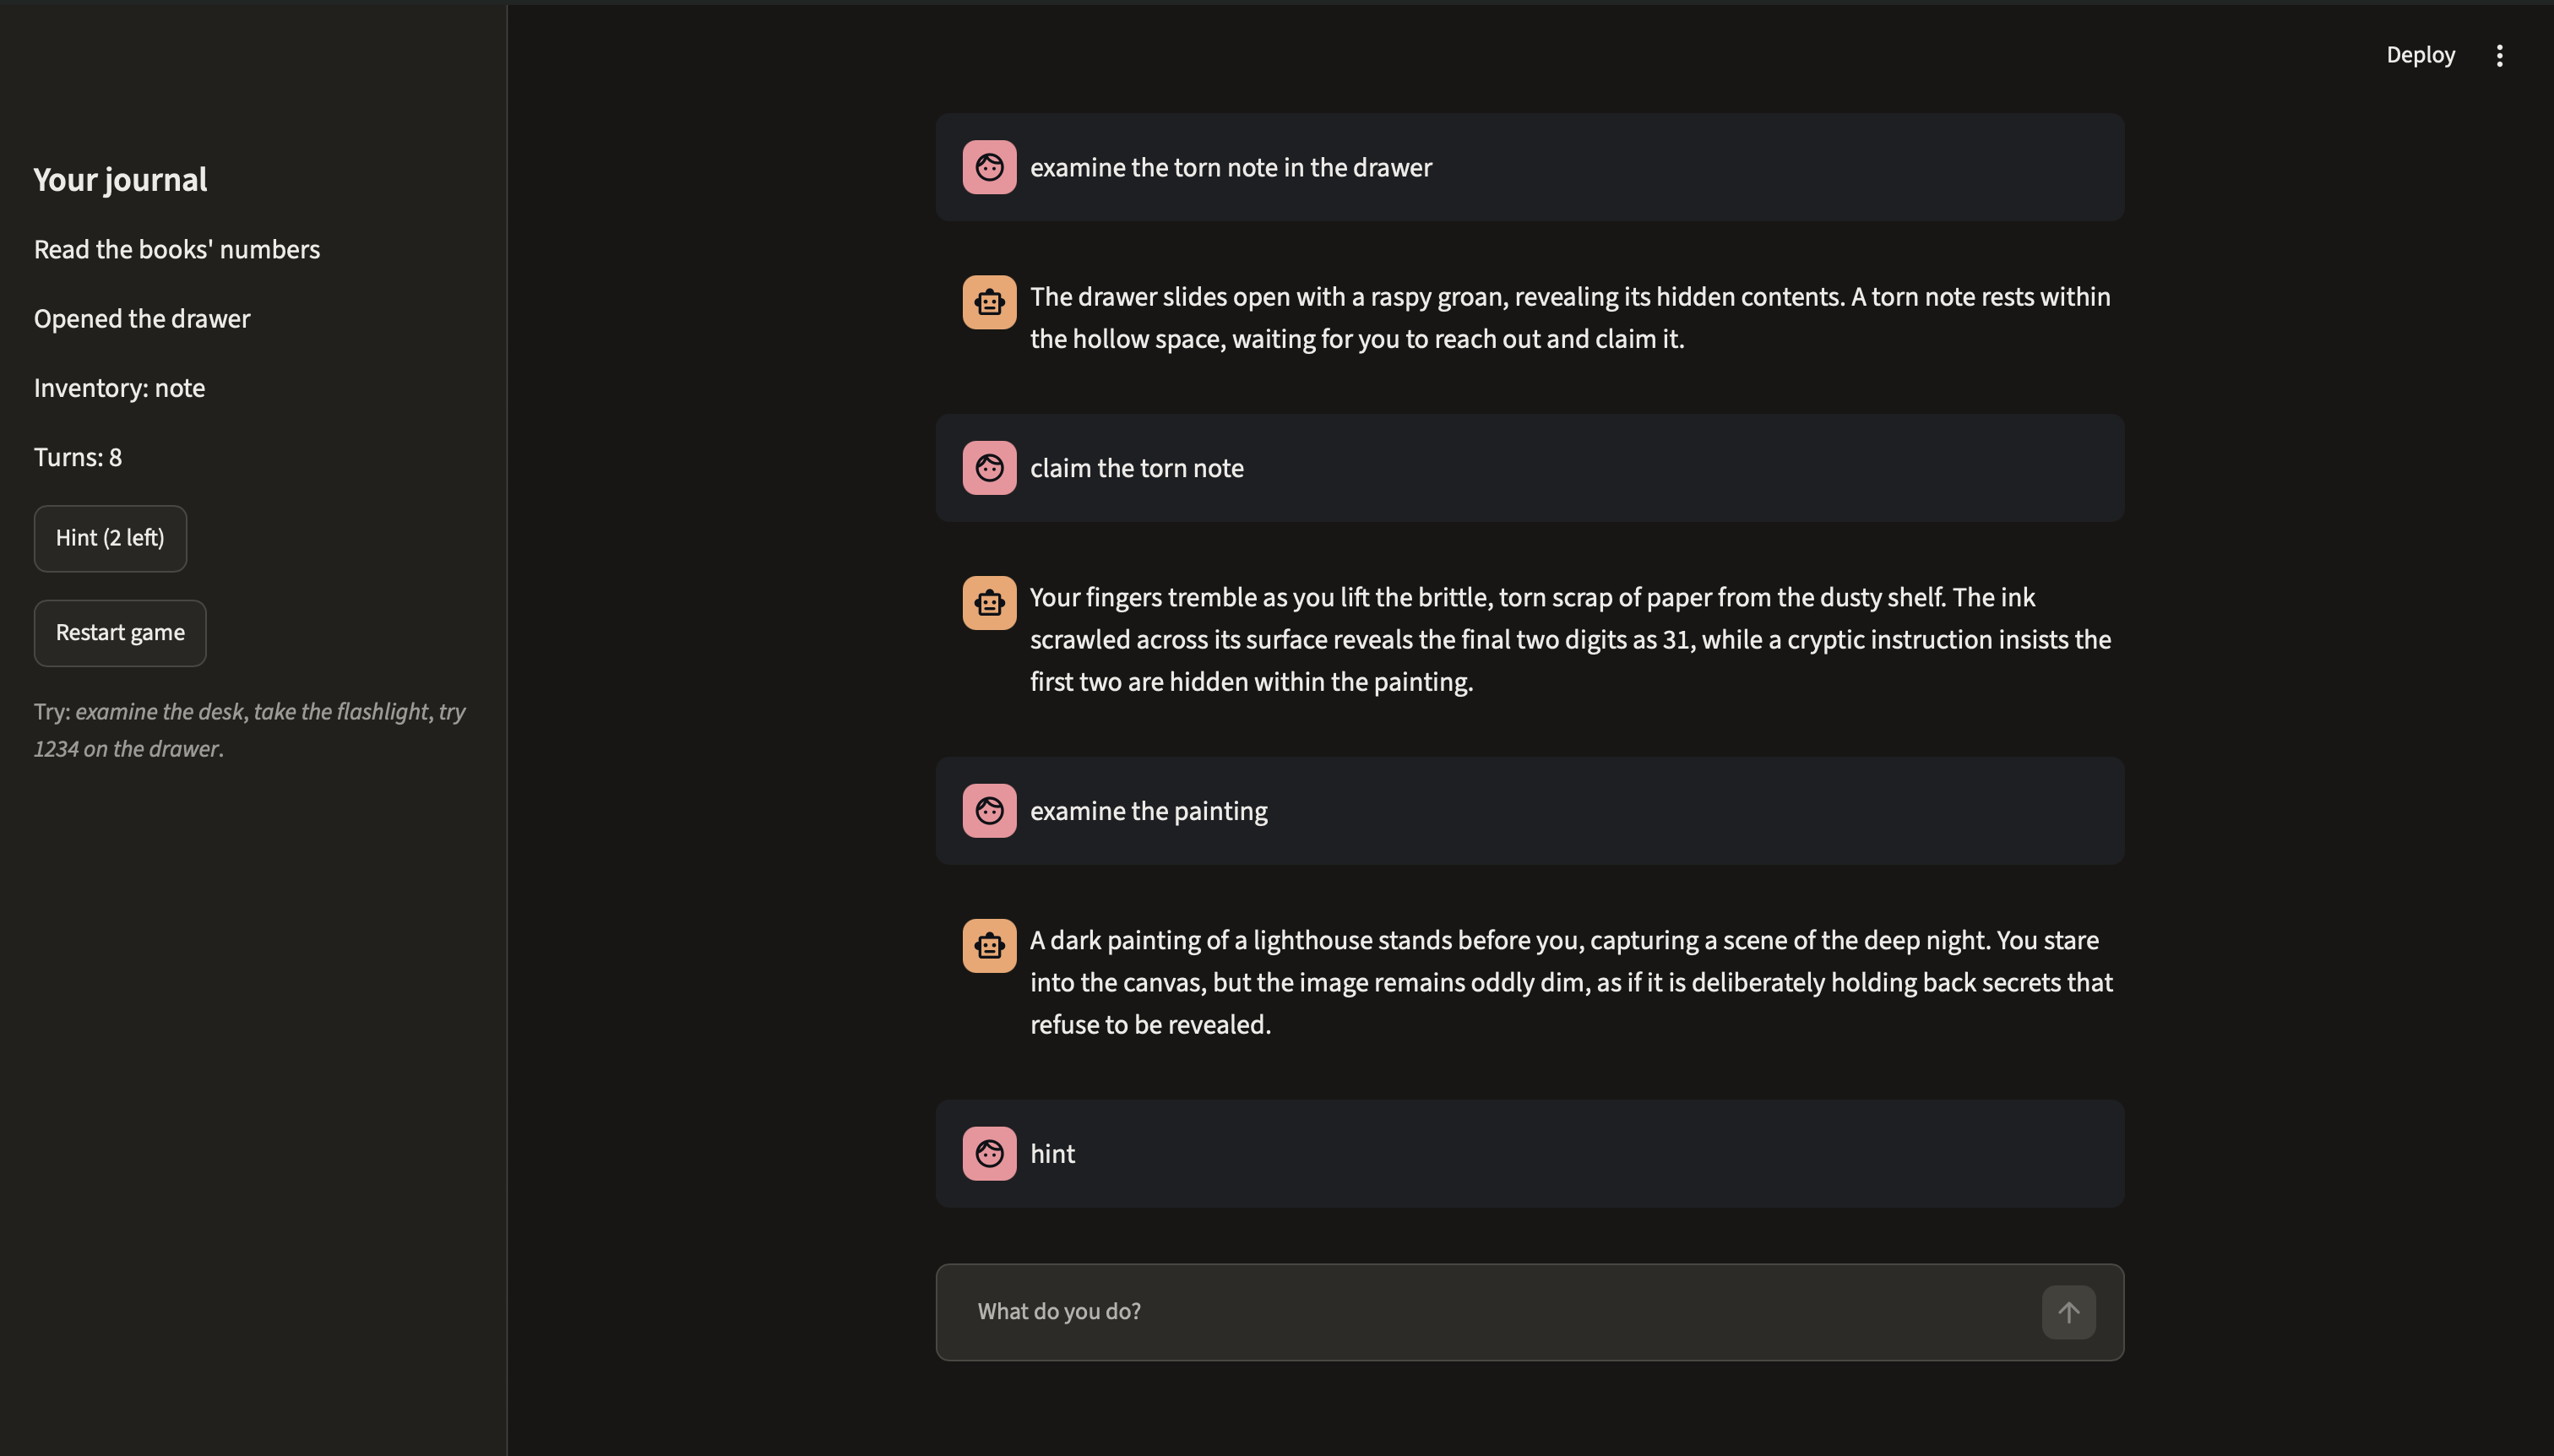 Deploy
Your journal
Read the books' numbers
Opened the drawer
Inventory: note
Turns: 8
Hint (2 left)
Restart game
Try: examine the desk, take the flashlight, try
1234 on the drawer.
examine the torn note in the drawer
The drawer slides open with a raspy groan, revealing its hidden contents. A torn note rests within
the hollow space, waiting for you to reach out and claim it.
claim the torn note
Your fingers tremble as you lift the brittle, torn scrap of paper from the dusty shelf. The ink
scrawled across its surface reveals the final two digits as 31, while a cryptic instruction insists the
first two are hidden within the painting.
examine the painting
A dark painting of a lighthouse stands before you, capturing a scene of the deep night. You stare
into the canvas, but the image remains oddly dim, as if it is deliberately holding back secrets that
refuse to be revealed.
hint
What do you do?